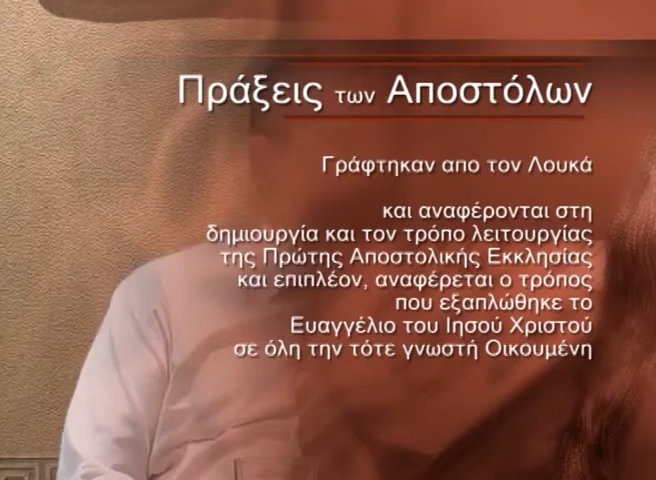 Πράξεις των Αποστόλων
Γράφτηκαν απο τον Λουκά
και αναφέρονται στη
δημιουργία και τον τρόπο λειτουργίας
της Πρώτης Αποστολικής Εκκλησίας
και επιπλέον, αναφέρεται ο τρόπος
που εξαπλώθηκε το
Ευαγγέλιο του Ιησού Χριστού
σε όλη την τότε γνωστή Οικουμένη